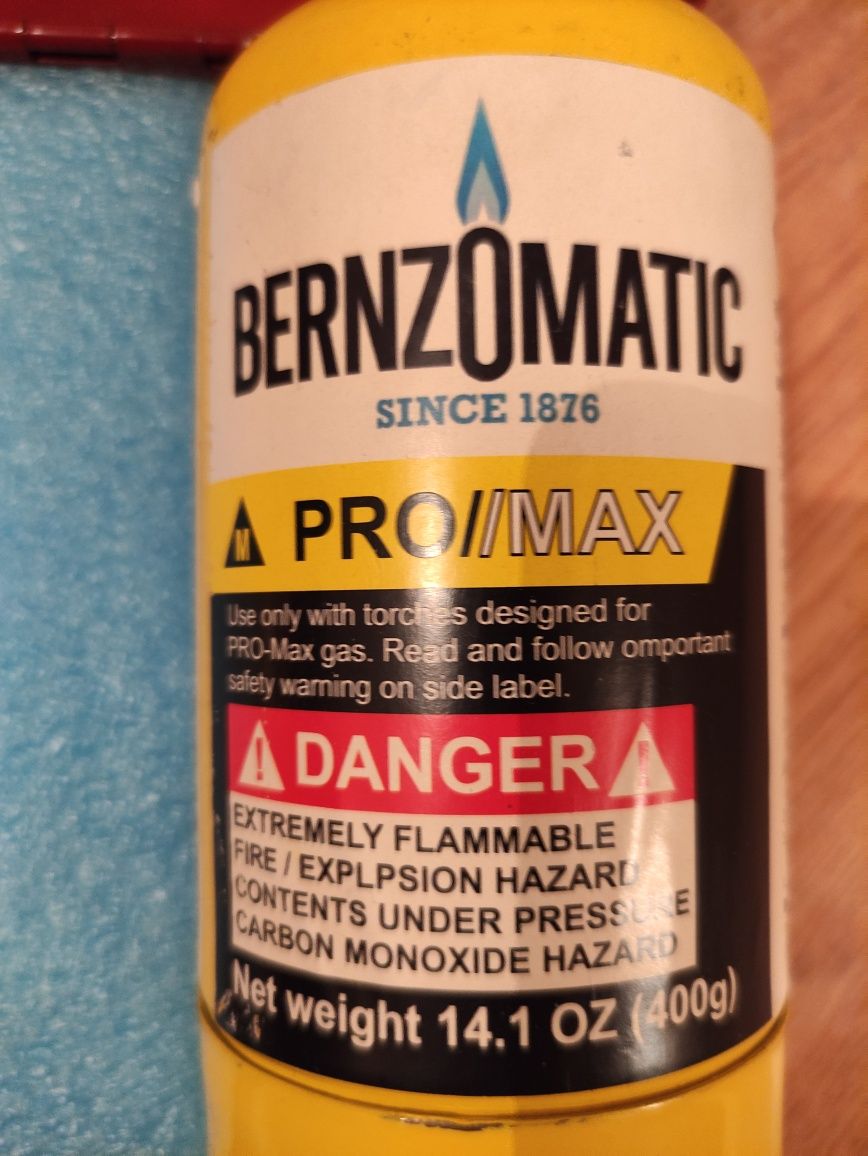 BERNZOMATIC
SINCE 1876
M PRO//MAX
Use only with torches designed for
PRO-Max gas. Read and follow omportant
safety warning on side label.
! DANGER !
EXTREMELY FLAMMABLE
FIRE / EXPLPSION HAZARD
CONTENTS UNDER PRESSURE
CARBON MONOXIDE HAZARD
Net weight 14.1 OZ (400g)